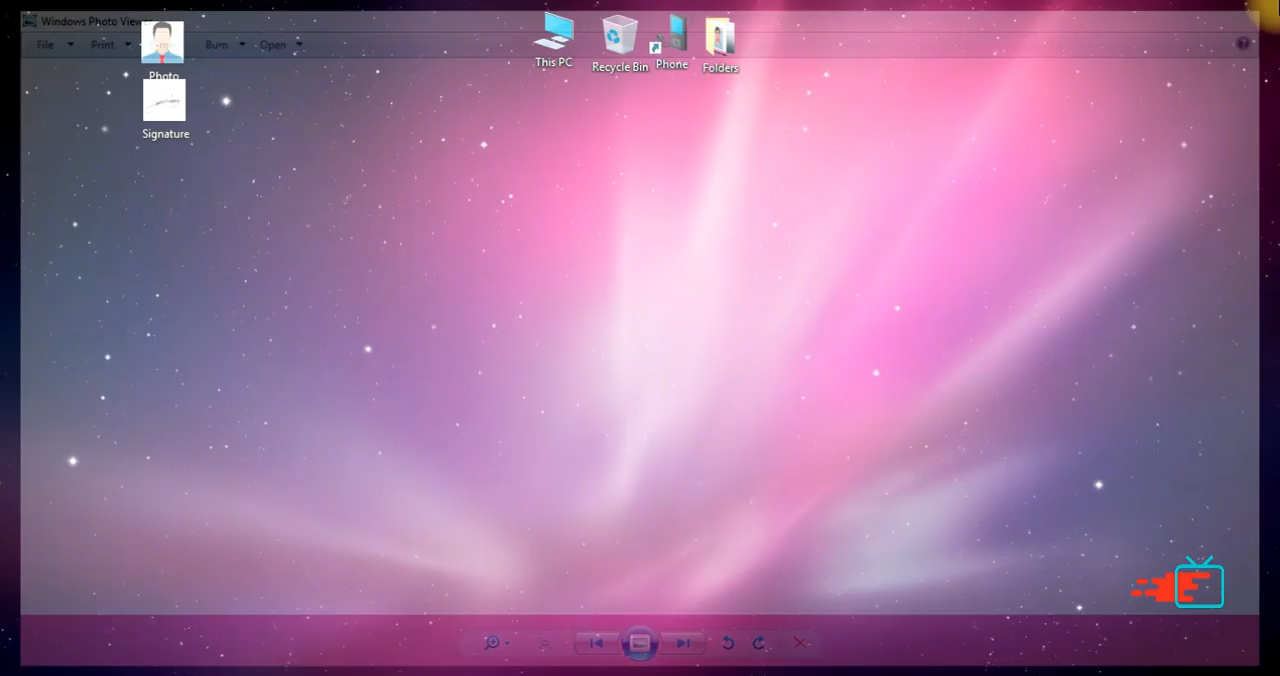 Windows Photo Viewer
File Print Burn Open
Photo
Signature
This PC
Recycle Bin
Phone
Folders